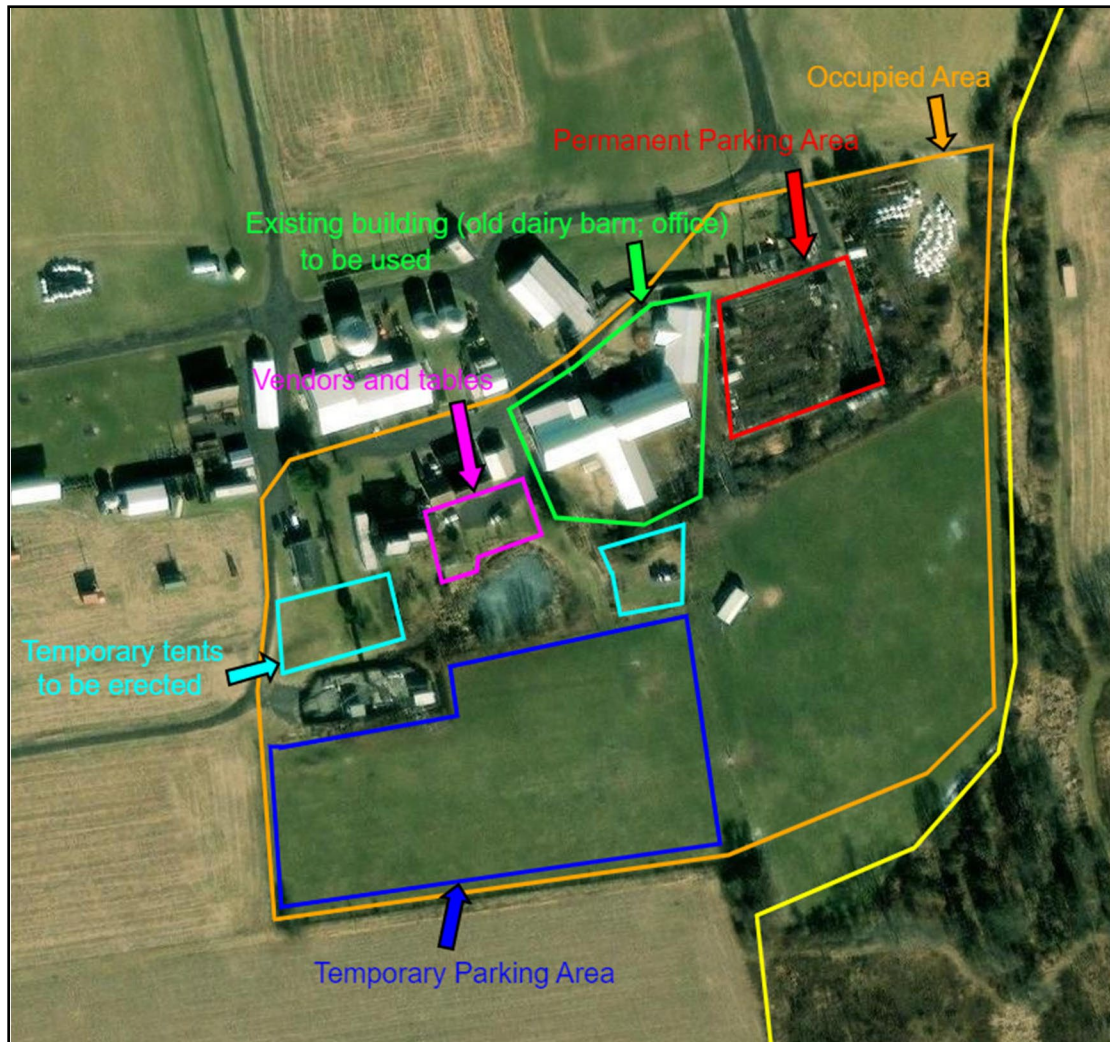 Occupied Area
Permanent Parking Area
Existing building (old dairy barn; office)
to be used
Vendors and tables
Temporary tents
to be erected
Temporary Parking Area